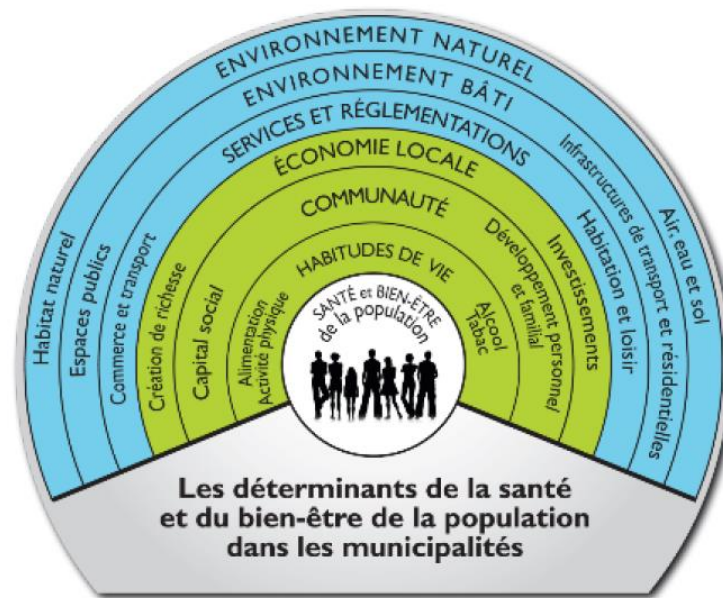 ENVIRONNEMENT NATUREL
Habitat naturel
Air, eau et sol
ENVIRONNEMENT BÂTI
Espaces publics
Infrastructures de transport et résidentielles
SERVICES ET RÉGLEMENTATIONS
Commerce et transport
Habitation et loisir
ÉCONOMIE LOCALE
Création de richesse
Investissements
COMMUNAUTÉ
Capital social
Développement personnel
et familial
HABITUDES DE VIE
Alimentation
Activité physique
Alcool
Tabac
SANTÉ et BIEN-ÊTRE
de la population
Les déterminants de la santé
et du bien-être de la population
dans les municipalités